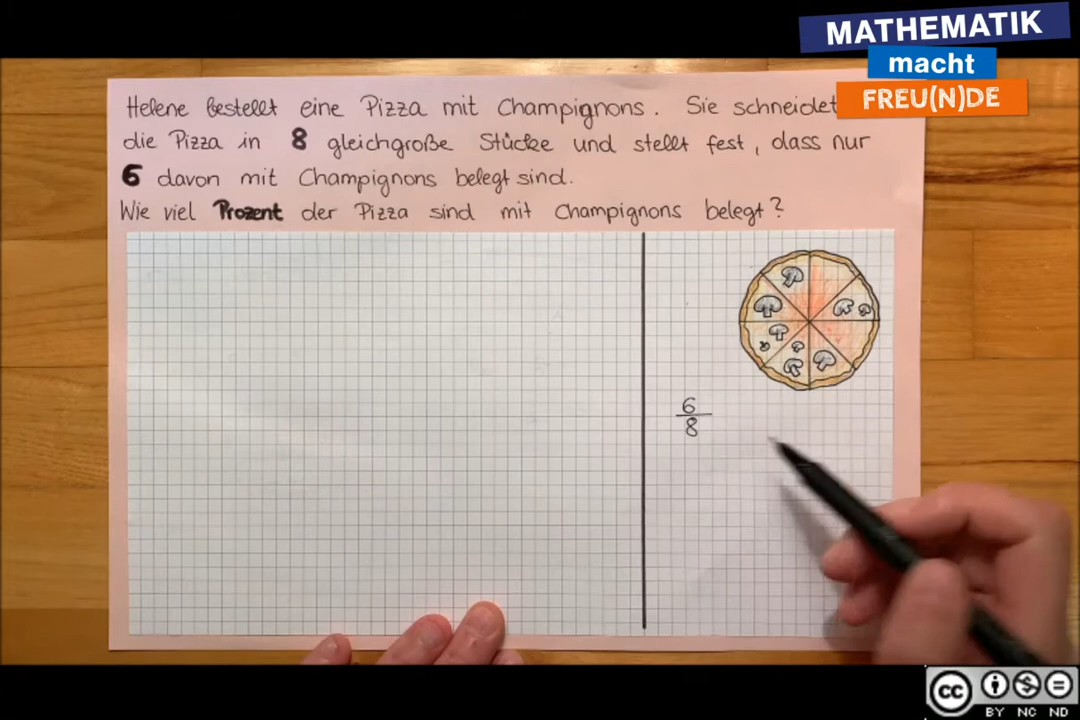 MATHEMATIK
macht
FREU(N)DE
Helene bestellt eine Pizza mit Champignons. Sie schneidet
die Pizza in 8 gleichgroße Stücke und stellt fest, dass nur
6 davon mit Champignons belegt sind.
Wie viel Prozent der Pizza sind mit Champignons belegt?
6
8
cc
BY NC ND